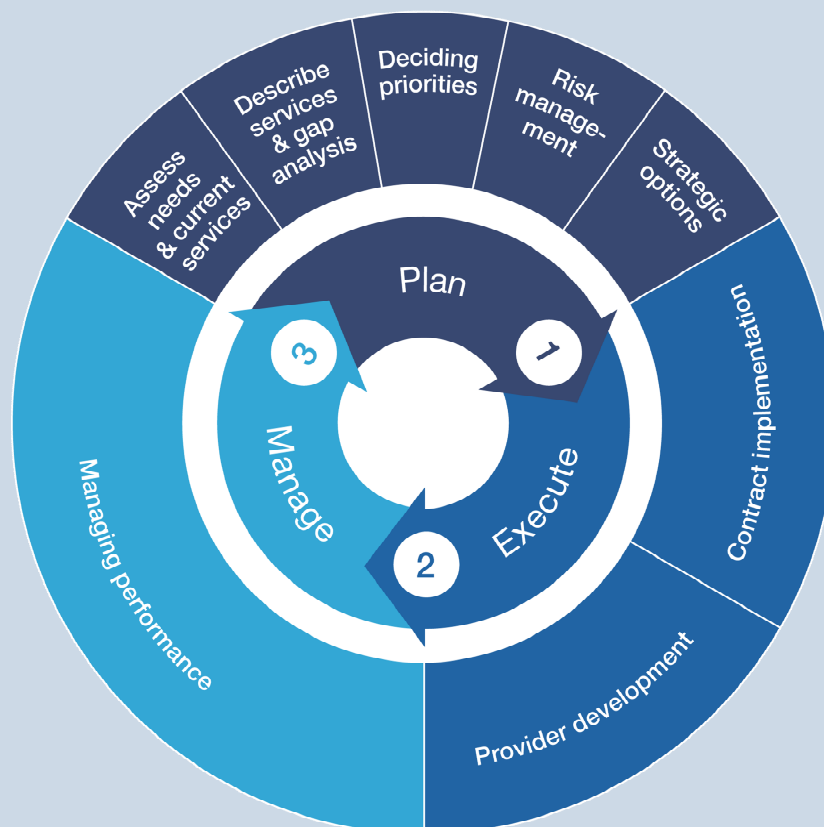 Assess
needs
& current
services
Describe
services
& gap
analysis
Deciding
priorities
Risk
manage-
ment
Strategic
options
Contract implementation
Provider development
Managing performance
Plan
1
Execute
2
Manage
3